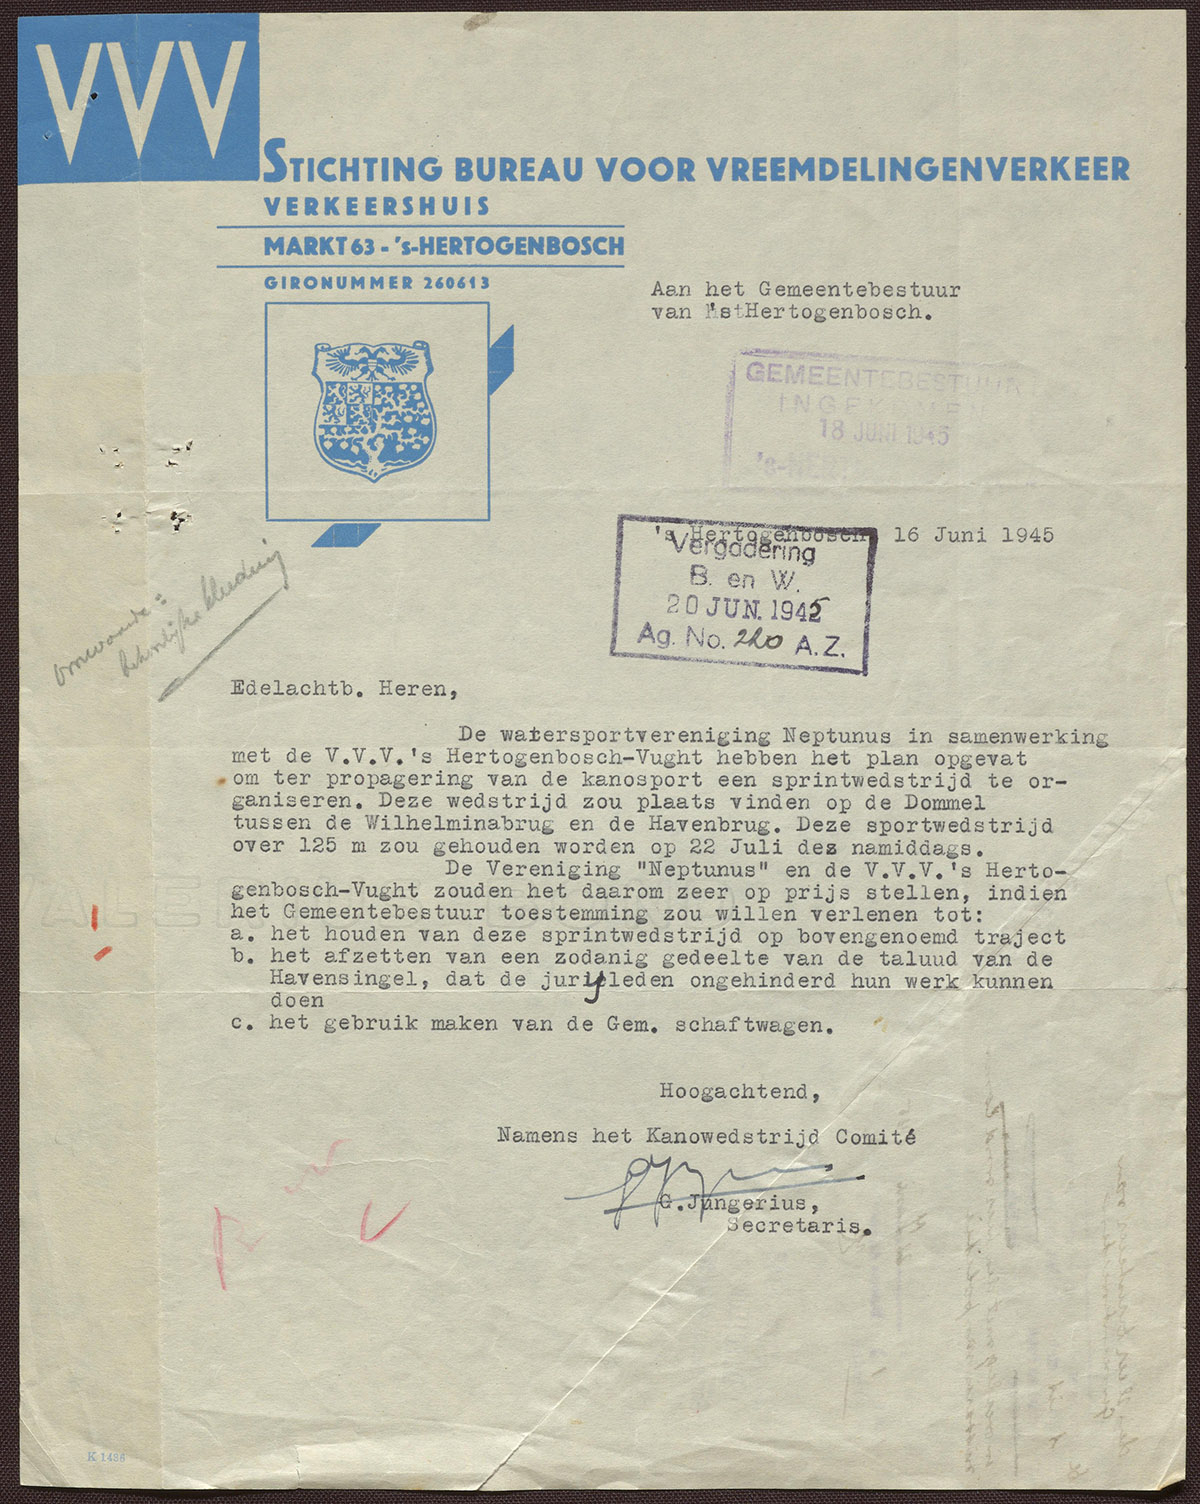 VVV
STICHTING BUREAU VOOR VREEMDELINGENVERKEER
VERKEERSHUIS
MARKT 63 - 's-HERTOGENBOSCH
GIRONUMMER 260613
Aan het Gemeentebestuur
van 'stHertogenbosch.
GEMEENTEBESTUUR
INGEKOMEN
18 JUNI 1945
's Hertogenbosch, 16 Juni 1945
Vergadering
B. en W.
20 JUN. 1945
Ag. No. 220 A.Z.
voorwaarde:
behoorlijke kleeding
Edelachtb. Heren,
De watersportvereniging Neptunus in samenwerking
met de V.V.V.'s Hertogenbosch-Vught hebben het plan opgevat
om ter propagering van de kanosport een sprintwedstrijd te or-
ganiseren. Deze wedstrijd zou plaats vinden op de Dommel
tussen de Wilhelminabrug en de Havenbrug. Deze sportwedstrijd
over 125 m zou gehouden worden op 22 Juli des namiddags.
De Vereniging "Neptunus" en de V.V.V.'s Herto-
genbosch-Vught zouden het daarom zeer op prijs stellen, indien
het Gemeentebestuur toestemming zou willen verlenen tot:
a. het houden van deze sprintwedstrijd op bovengenoemd traject
b. het afzetten van een zodanig gedeelte van de taluud van de
Havensingel, dat de juryleden ongehinderd hun werk kunnen
doen
c. het gebruik maken van de Gem. schaftwagen.
Hoogachtend,
Namens het Kanowedstrijd Comité
G.Jungerius,
Secretaris.
K 1486